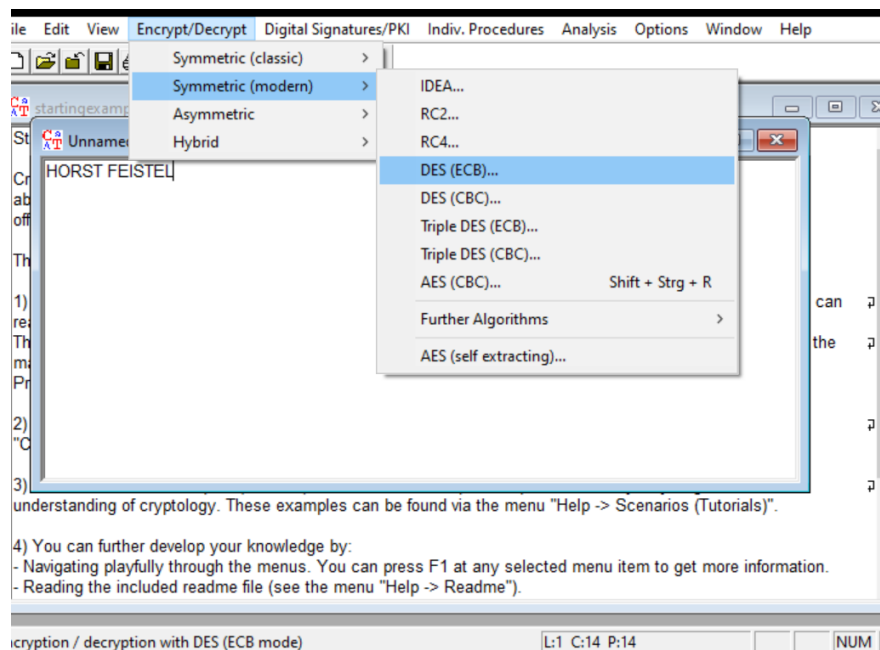 Edit View Encrypt/Decrypt Digital Signatures/PKI Indiv. Procedures Analysis Options Window Help
Symmetric (classic) >
Symmetric (modern) >
Asymmetric >
Hybrid >
IDEA...
RC2...
RC4...
DES (ECB)...
DES (CBC)...
Triple DES (ECB)...
Triple DES (CBC)...
AES (CBC)... Shift + Strg + R
Further Algorithms >
AES (self extracting)...
HORST FEISTEL
can
the
1)
2)
3)
understanding of cryptology. These examples can be found via the menu "Help -> Scenarios (Tutorials)".
4) You can further develop your knowledge by:
- Navigating playfully through the menus. You can press F1 at any selected menu item to get more information.
- Reading the included readme file (see the menu "Help -> Readme").
/ decryption with DES (ECB mode) L:1 C:14 P:14 NUM